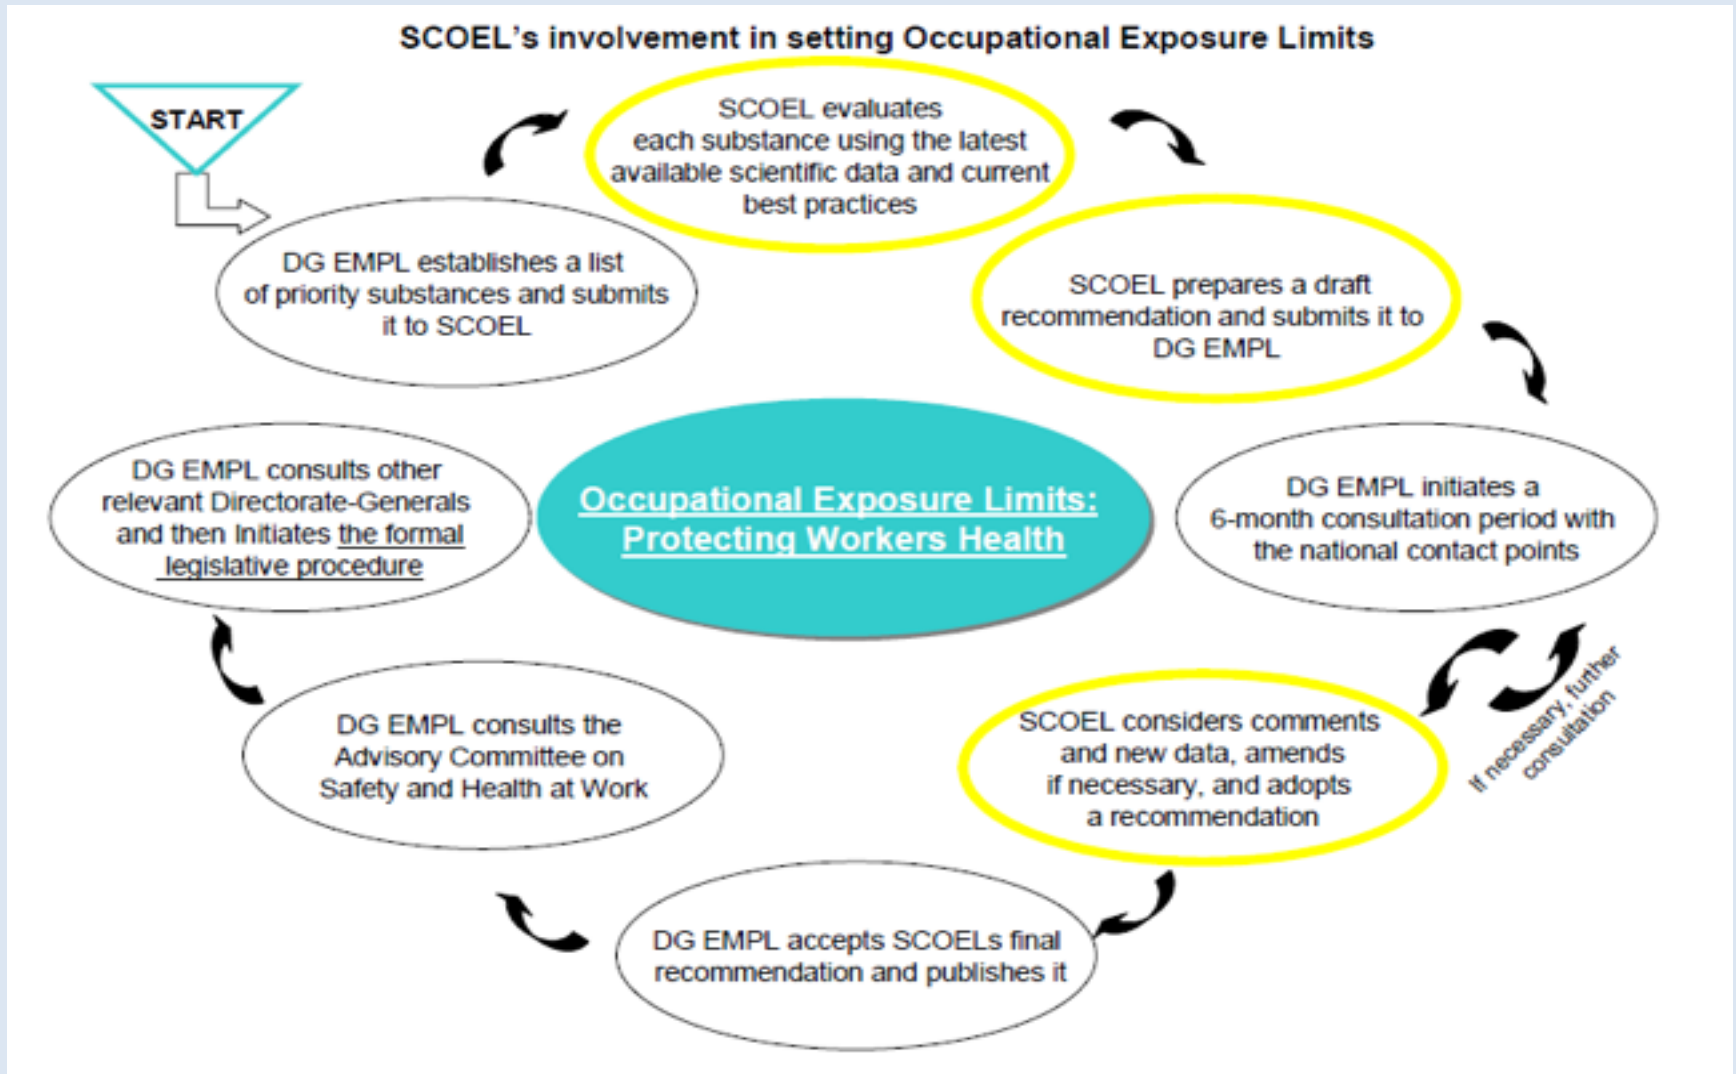 SCOEL's involvement in setting Occupational Exposure Limits
START
SCOEL evaluates
each substance using the latest
available scientific data and current
best practices
DG EMPL establishes a list
of priority substances and submits
it to SCOEL
SCOEL prepares a draft
recommendation and submits it to
DG EMPL
DG EMPL consults other
relevant Directorate-Generals
and then Initiates the formal
legislative procedure
Occupational Exposure Limits:
Protecting Workers Health
DG EMPL initiates a
6-month consultation period with
the national contact points
If necessary, further
consultation
SCOEL considers comments
and new data, amends
if necessary, and adopts
a recommendation
DG EMPL consults the
Advisory Committee on
Safety and Health at Work
DG EMPL accepts SCOELs final
recommendation and publishes it